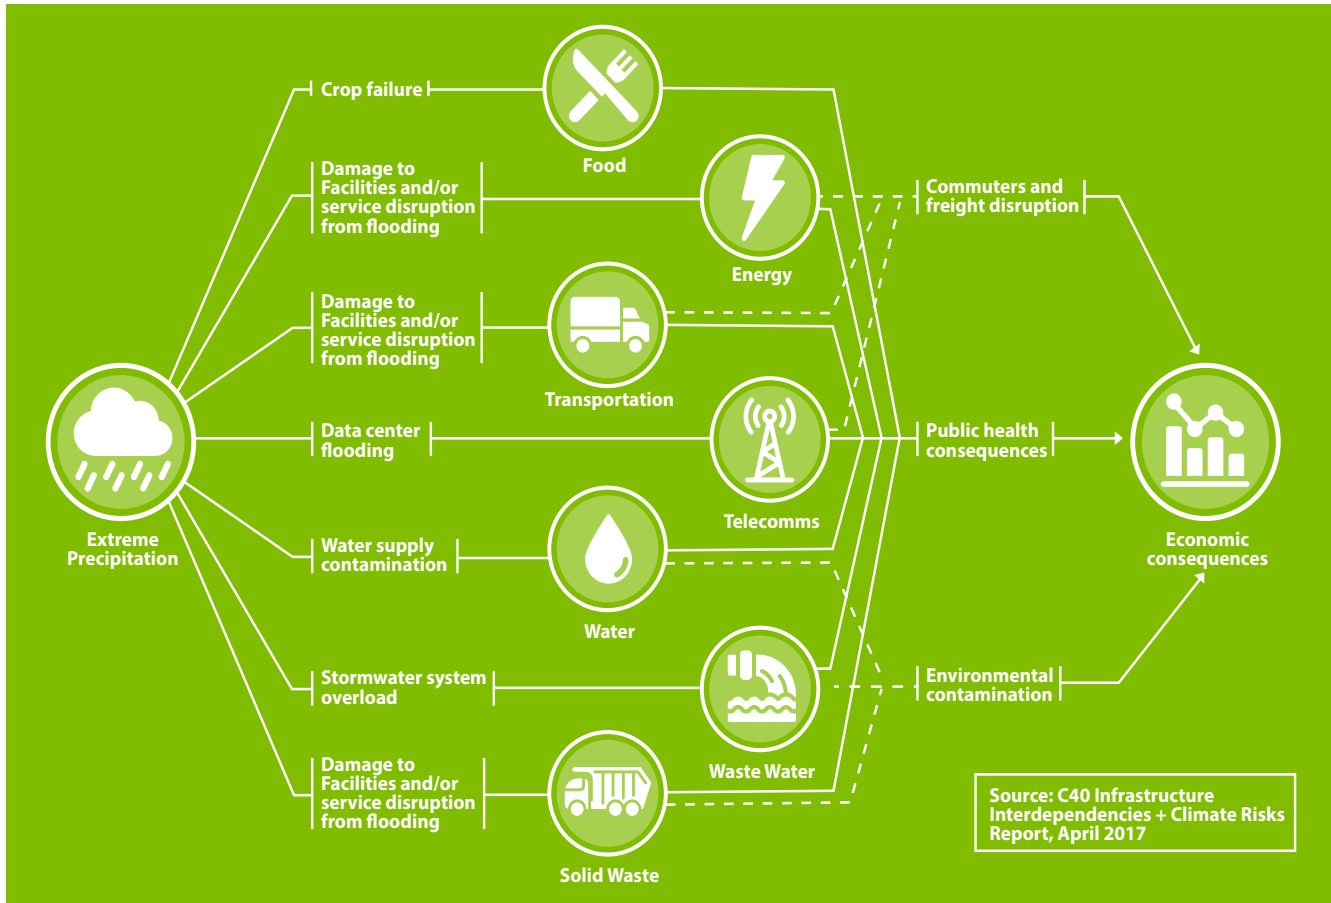 Crop failure
Food
Damage to
Facilities and/or
service disruption
from flooding
Energy
Commuters and
freight disruption
Damage to
Facilities and/or
service disruption
from flooding
Transportation
Extreme
Precipitation
Data center
flooding
Telecomms
Public health
consequences
Economic
consequences
Water supply
contamination
Water
Stormwater system
overload
Waste Water
Environmental
contamination
Damage to
Facilities and/or
service disruption
from flooding
Solid Waste
Source: C40 Infrastructure
Interdependencies + Climate Risks
Report, April 2017